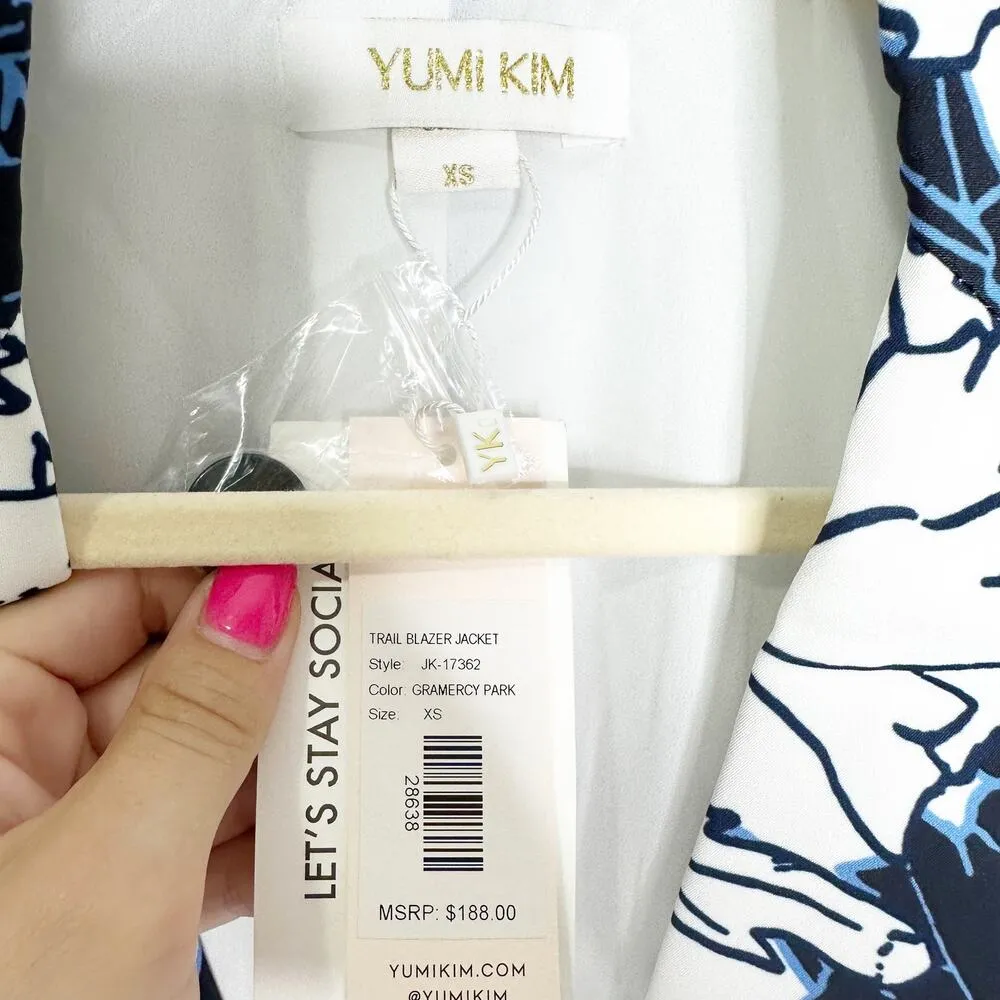 YUMI KIM
XS
YK
LET'S STAY SOCIA
TRAIL BLAZER JACKET
Style: JK-17362
Color: GRAMERCY PARK
Size: XS
28638
MSRP: $188.00
YUMIKIM.COM
@YUMIKIM